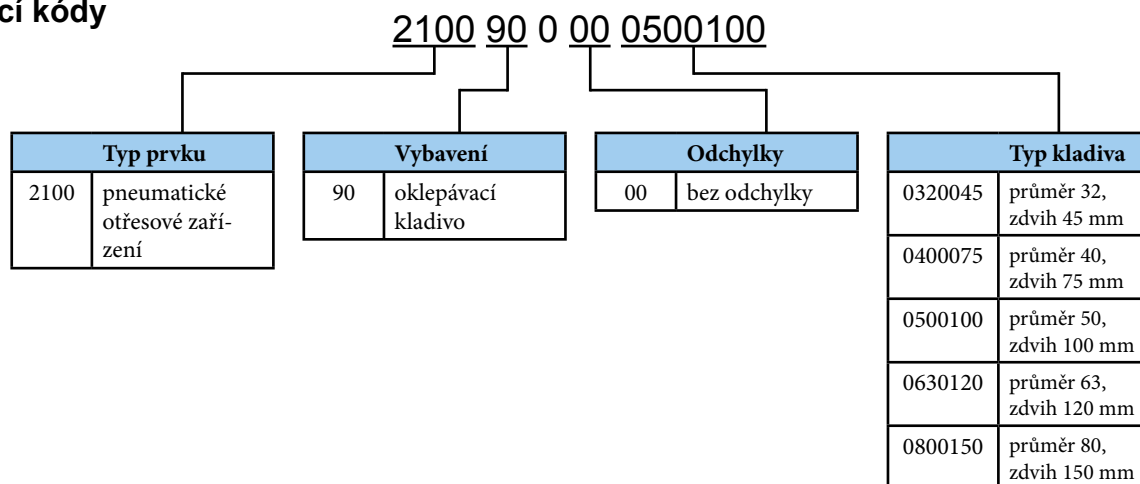 cí kódy
2100 90 0 00 0500100
Typ prvku
2100 pneumatické
otřesové zaří-
zení
Vybavení
90 oklepávací
kladivo
Odchylky
00 bez odchylky
Typ kladiva
0320045 průměr 32,
zdvih 45 mm
0400075 průměr 40,
zdvih 75 mm
0500100 průměr 50,
zdvih 100 mm
0630120 průměr 63,
zdvih 120 mm
0800150 průměr 80,
zdvih 150 mm